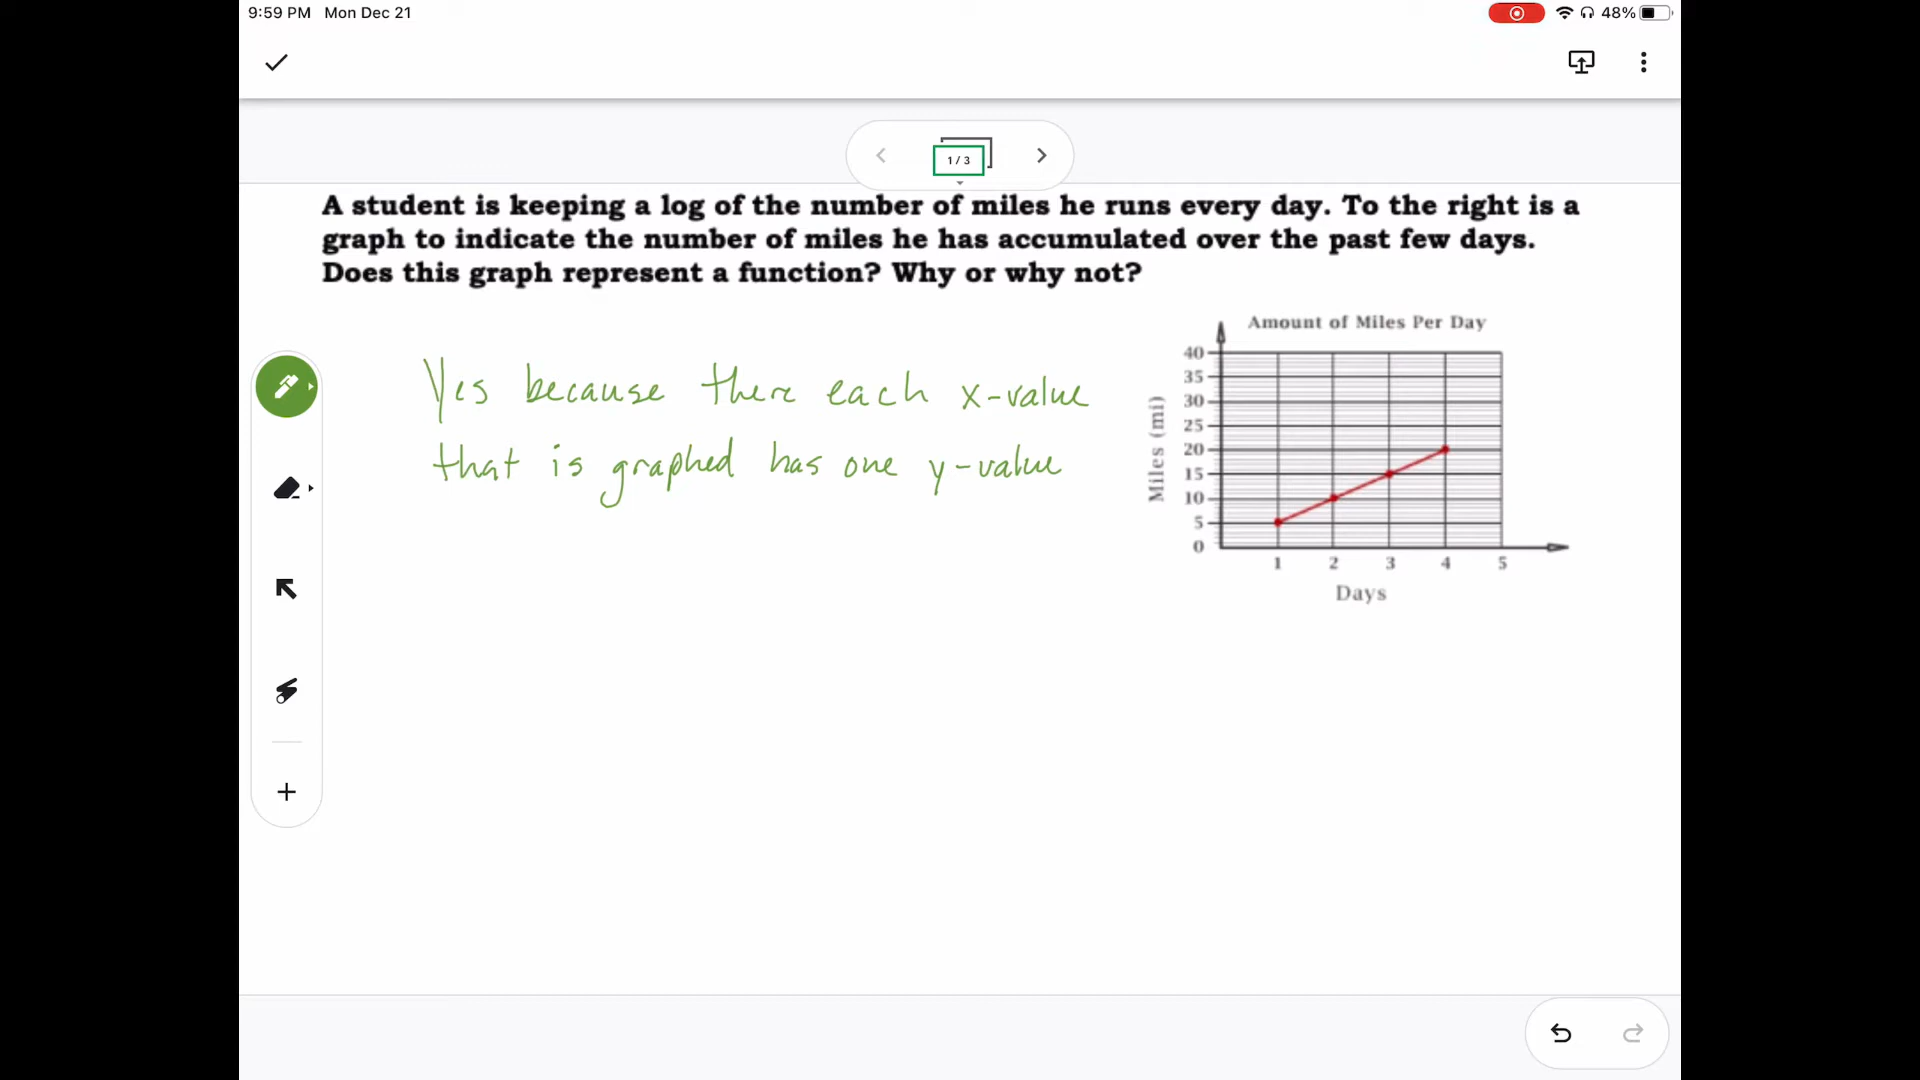 9:59 PM Mon Dec 21
48%
1 / 3
A student is keeping a log of the number of miles he runs every day. To the right is a
graph to indicate the number of miles he has accumulated over the past few days.
Does this graph represent a function? Why or why not?
Yes because there each x-value
that is graphed has one y-value
Amount of Miles Per Day
Miles (mi)
40
35
30
25
20
15
10
5
0
1 2 3 4 5
Days